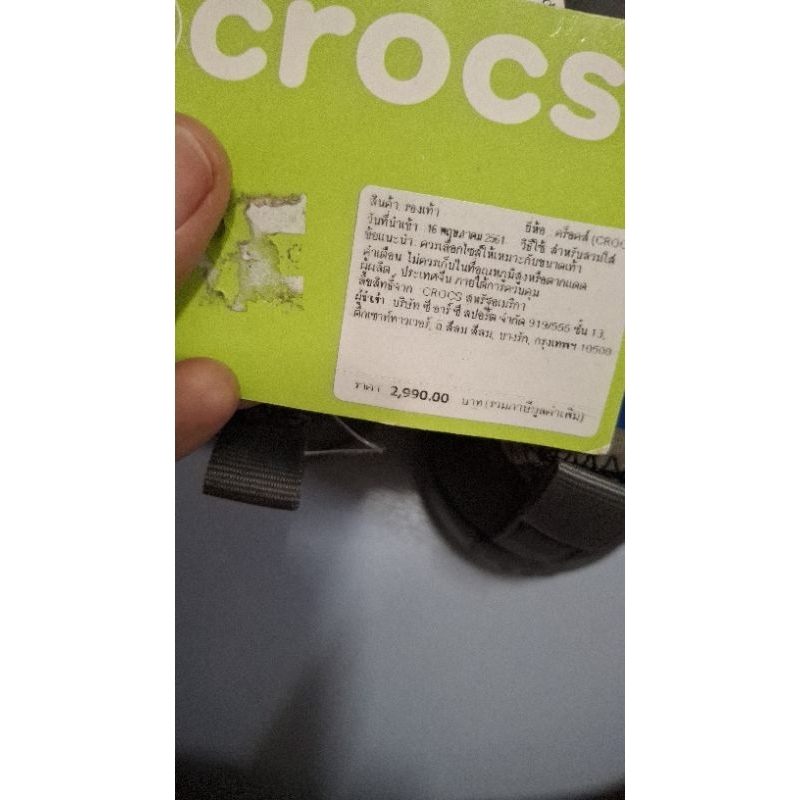 crocs
สินค้า รองเท้า ยี่ห้อ คร็อคส์ (CROC
วันที่นำเข้า 16 พฤษภาคม 2561 วิธีใช้ สำหรับสวมใส่
ข้อแนะนำ ควรเลือกไซส์ให้เหมาะกับขนาดเท้า
คำเตือน ไม่ควรเก็บในที่อุณหภูมิสูงหรือตากแดด
ผู้ผลิต ประเทศจีน ภายใต้การควบคุม
ลิขสิทธิ์จาก CROCS สหรัฐอเมริกา
ผู้นำเข้า บริษัท ซี อาร์ ซี สปอร์ต จำกัด 919/555 ชั้น 13,
ตึกเซาท์ทาวเวอร์, ถ.สีลม สีลม, บางรัก, กรุงเทพฯ 10500
ราคา 2,990.00 บาท (รวมภาษีมูลค่าเพิ่ม)